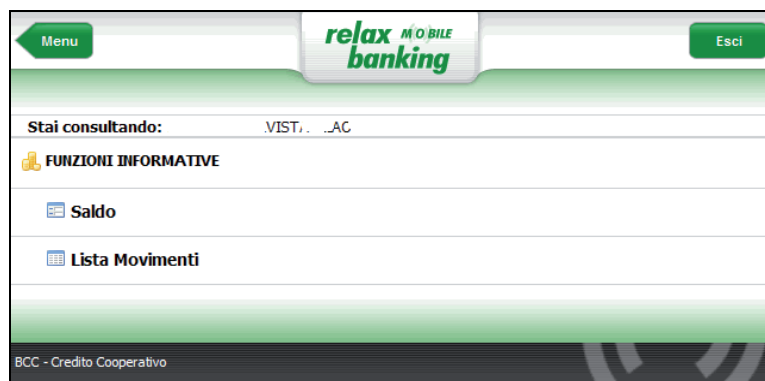 Menu
relax MOBILE
banking
Esci
Stai consultando:
FUNZIONI INFORMATIVE
Saldo
Lista Movimenti
BCC - Credito Cooperativo